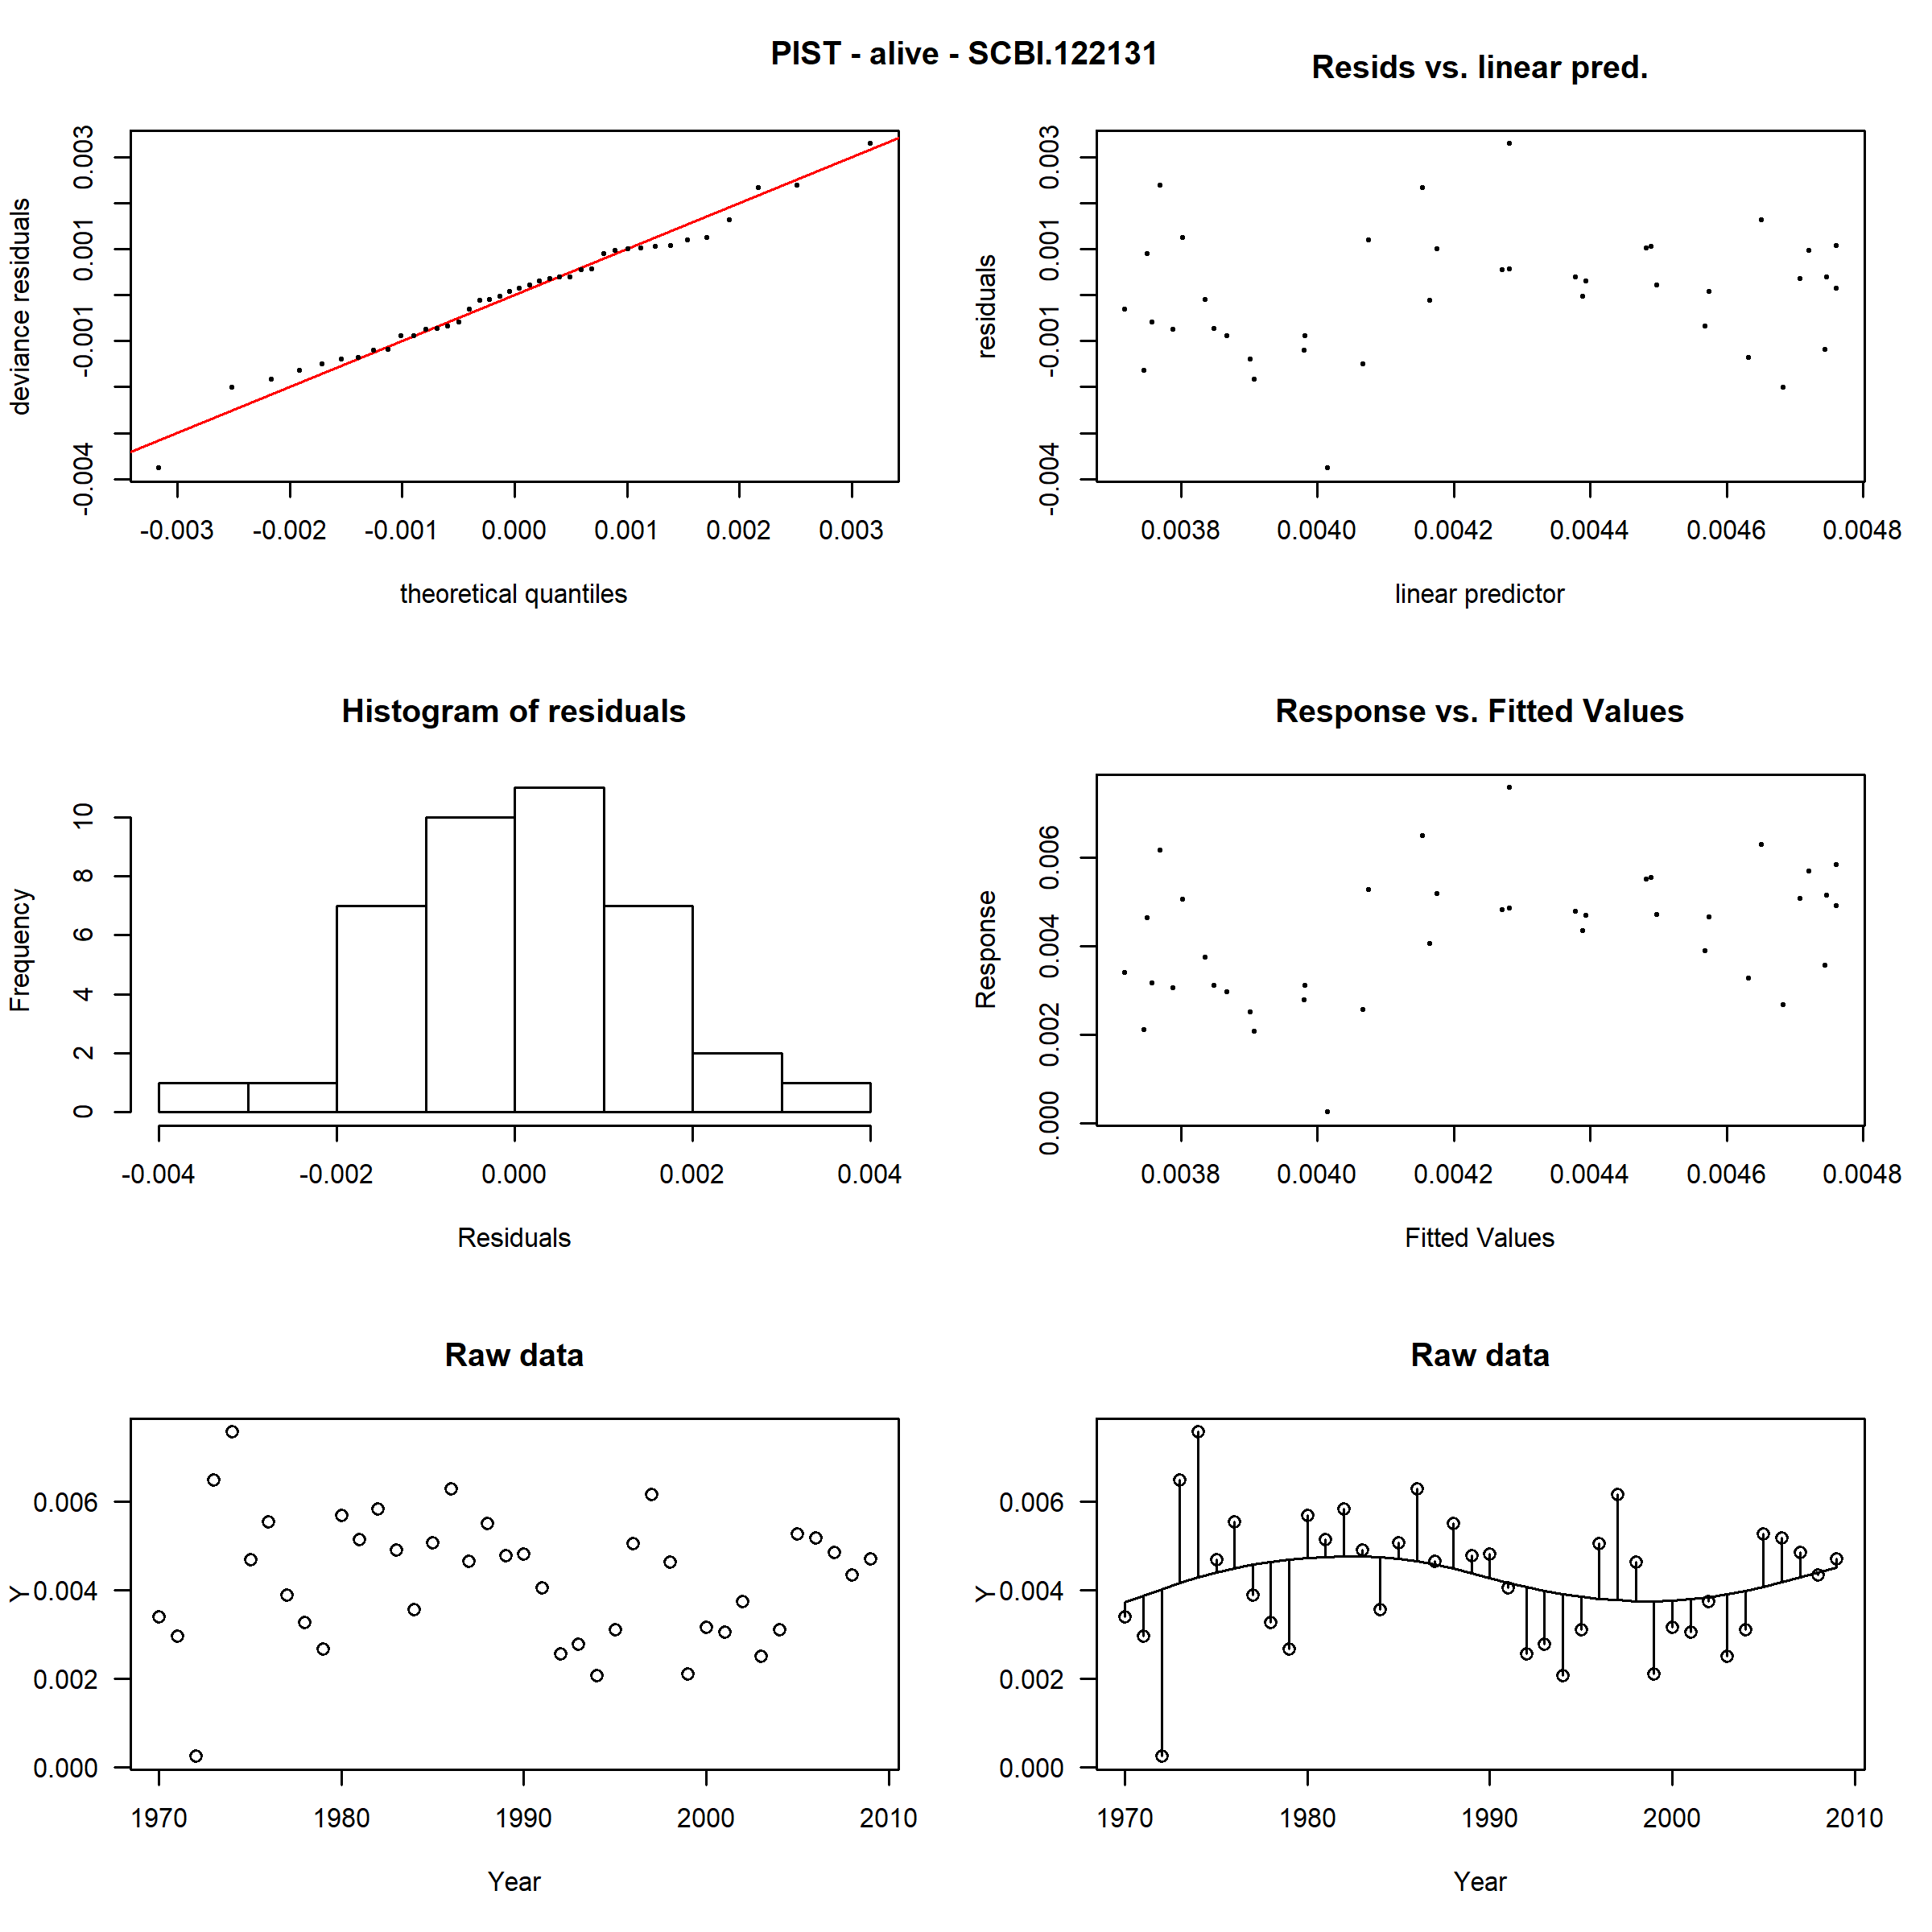 PIST - alive - SCBI.122131
Resids vs. linear pred.
deviance residuals
-0.004
-0.001
0.001
0.003
-0.003 -0.002 -0.001 0.000 0.001 0.002 0.003
theoretical quantiles
residuals
-0.004
-0.001
0.001
0.003
0.0038 0.0040 0.0042 0.0044 0.0046 0.0048
linear predictor
Histogram of residuals
Frequency
0 2 4 6 8 10
-0.004 -0.002 0.000 0.002 0.004
Residuals
Response vs. Fitted Values
Response
0.000 0.002 0.004 0.006
0.0038 0.0040 0.0042 0.0044 0.0046 0.0048
Fitted Values
Raw data
Y
0.006
0.004
0.002
0.000
1970 1980 1990 2000 2010
Year
Raw data
Y
0.006
0.004
0.002
0.000
1970 1980 1990 2000 2010
Year